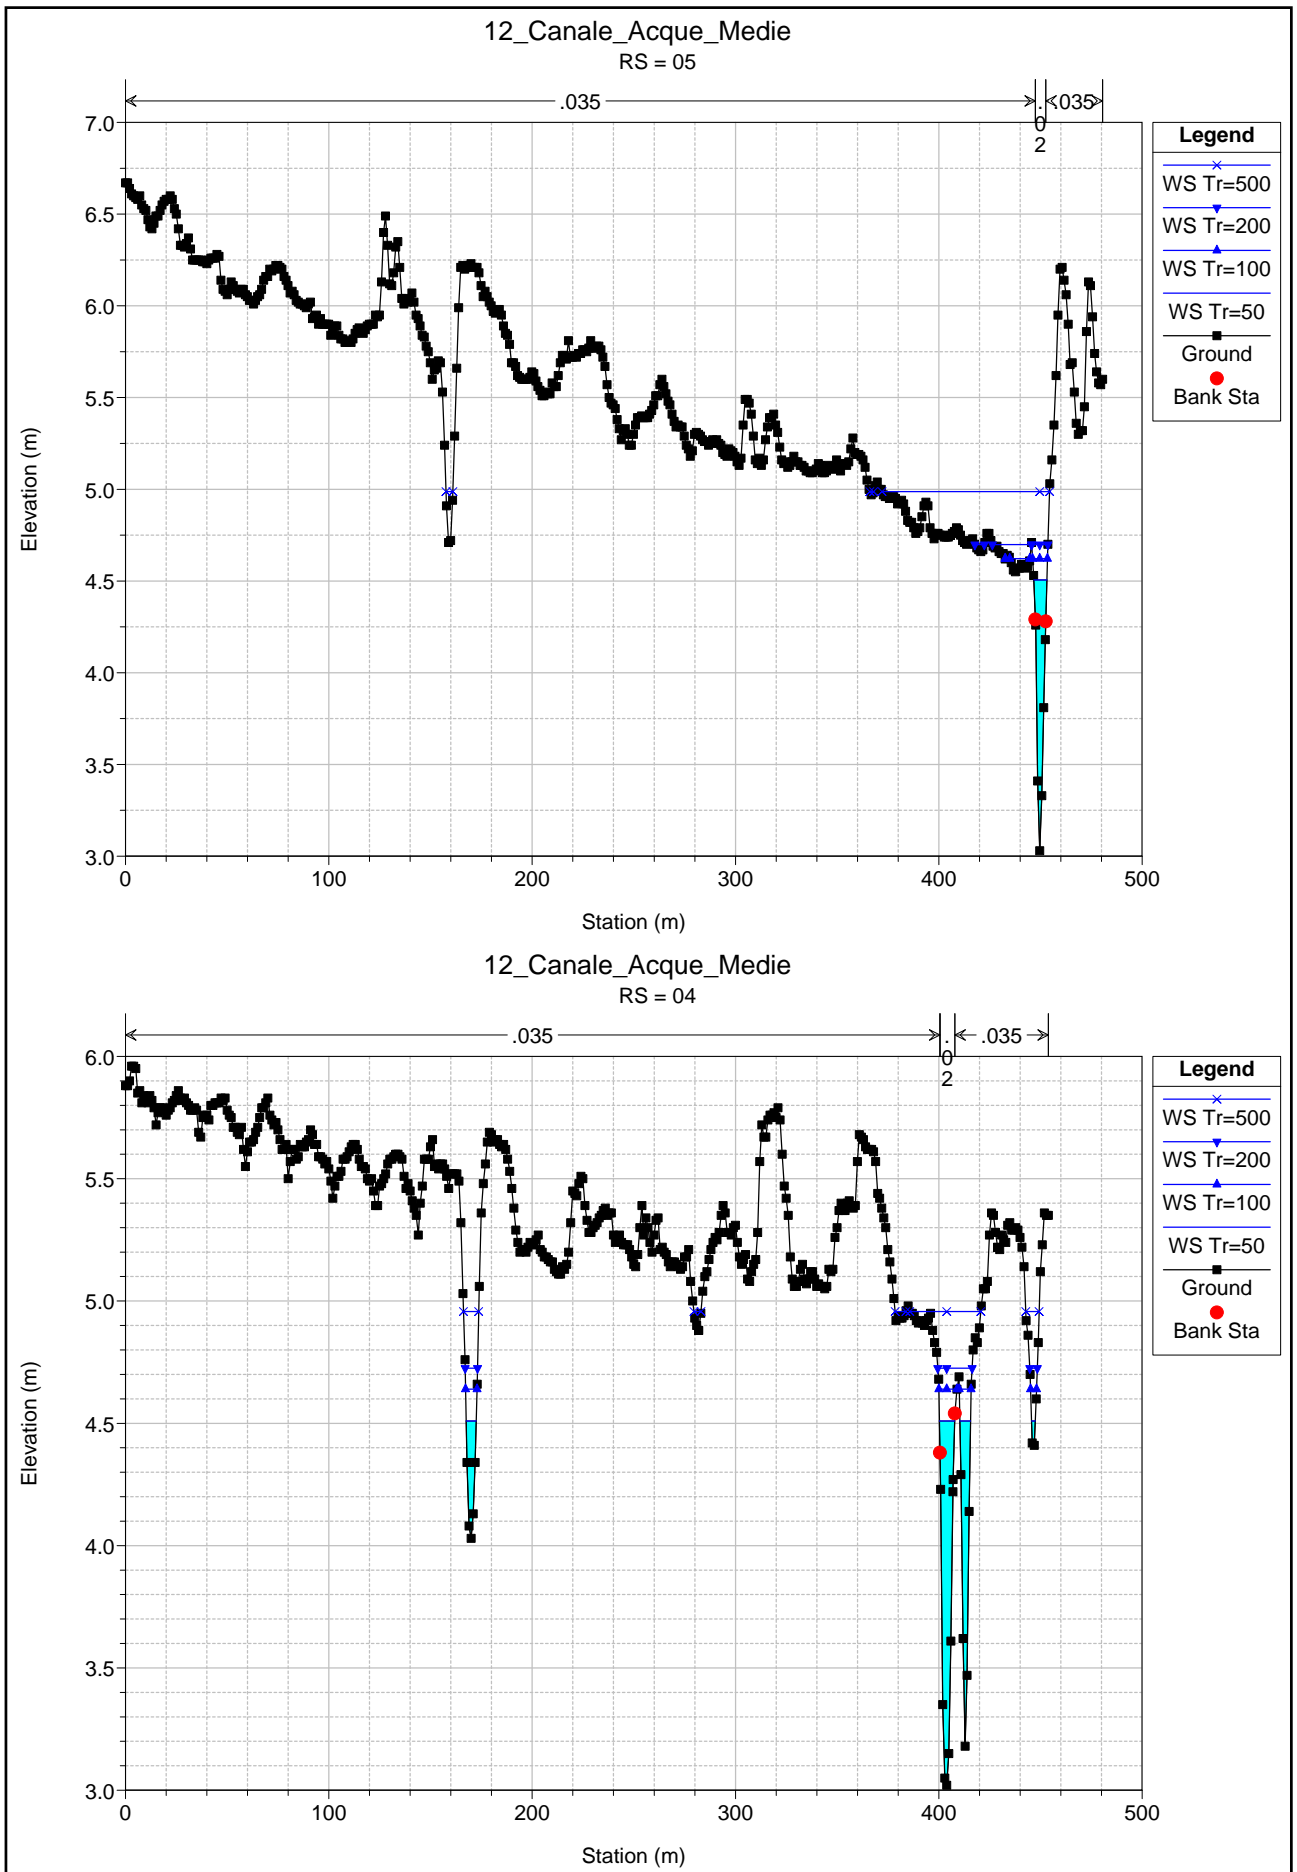 12_Canale_Acque_Medie
RS = 05
.035
.02
.035
7.0
6.5
6.0
5.5
5.0
4.5
4.0
3.5
3.0
Elevation (m)
0 100 200 300 400 500
Station (m)
Legend
WS Tr=500
WS Tr=200
WS Tr=100
WS Tr=50
Ground
Bank Sta
12_Canale_Acque_Medie
RS = 04
.035
.02
.035
6.0
5.5
5.0
4.5
4.0
3.5
3.0
Elevation (m)
0 100 200 300 400 500
Station (m)
Legend
WS Tr=500
WS Tr=200
WS Tr=100
WS Tr=50
Ground
Bank Sta